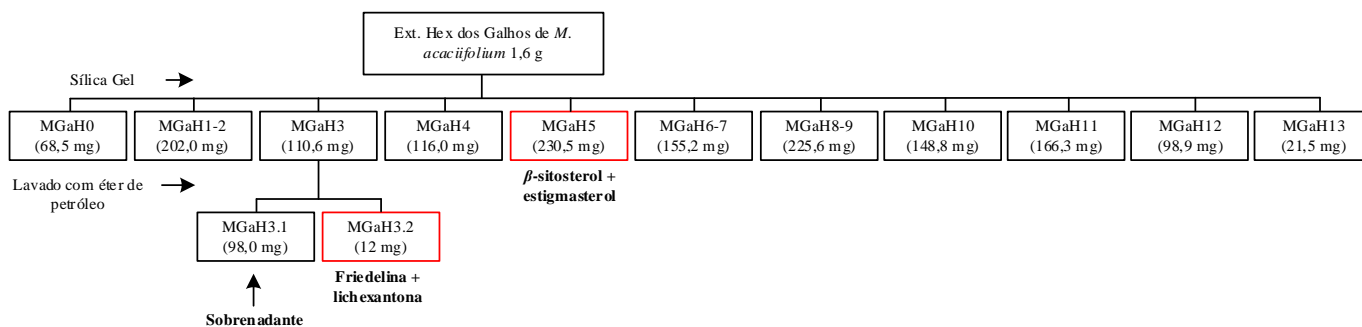 Ext. Hex dos Galhos de M.
acaciifolium 1,6 g
Sílica Gel
MGaH0
(68,5 mg)
MGaH1-2
(202,0 mg)
MGaH3
(110,6 mg)
MGaH4
(116,0 mg)
MGaH5
(230,5 mg)
MGaH6-7
(155,2 mg)
MGaH8-9
(225,6 mg)
MGaH10
(148,8 mg)
MGaH11
(166,3 mg)
MGaH12
(98,9 mg)
MGaH13
(21,5 mg)
β-sitosterol +
estigmasterol
Lavado com éter de
petróleo
MGaH3.1
(98,0 mg)
MGaH3.2
(12 mg)
Friedelina +
lichexantona
Sobrenadante